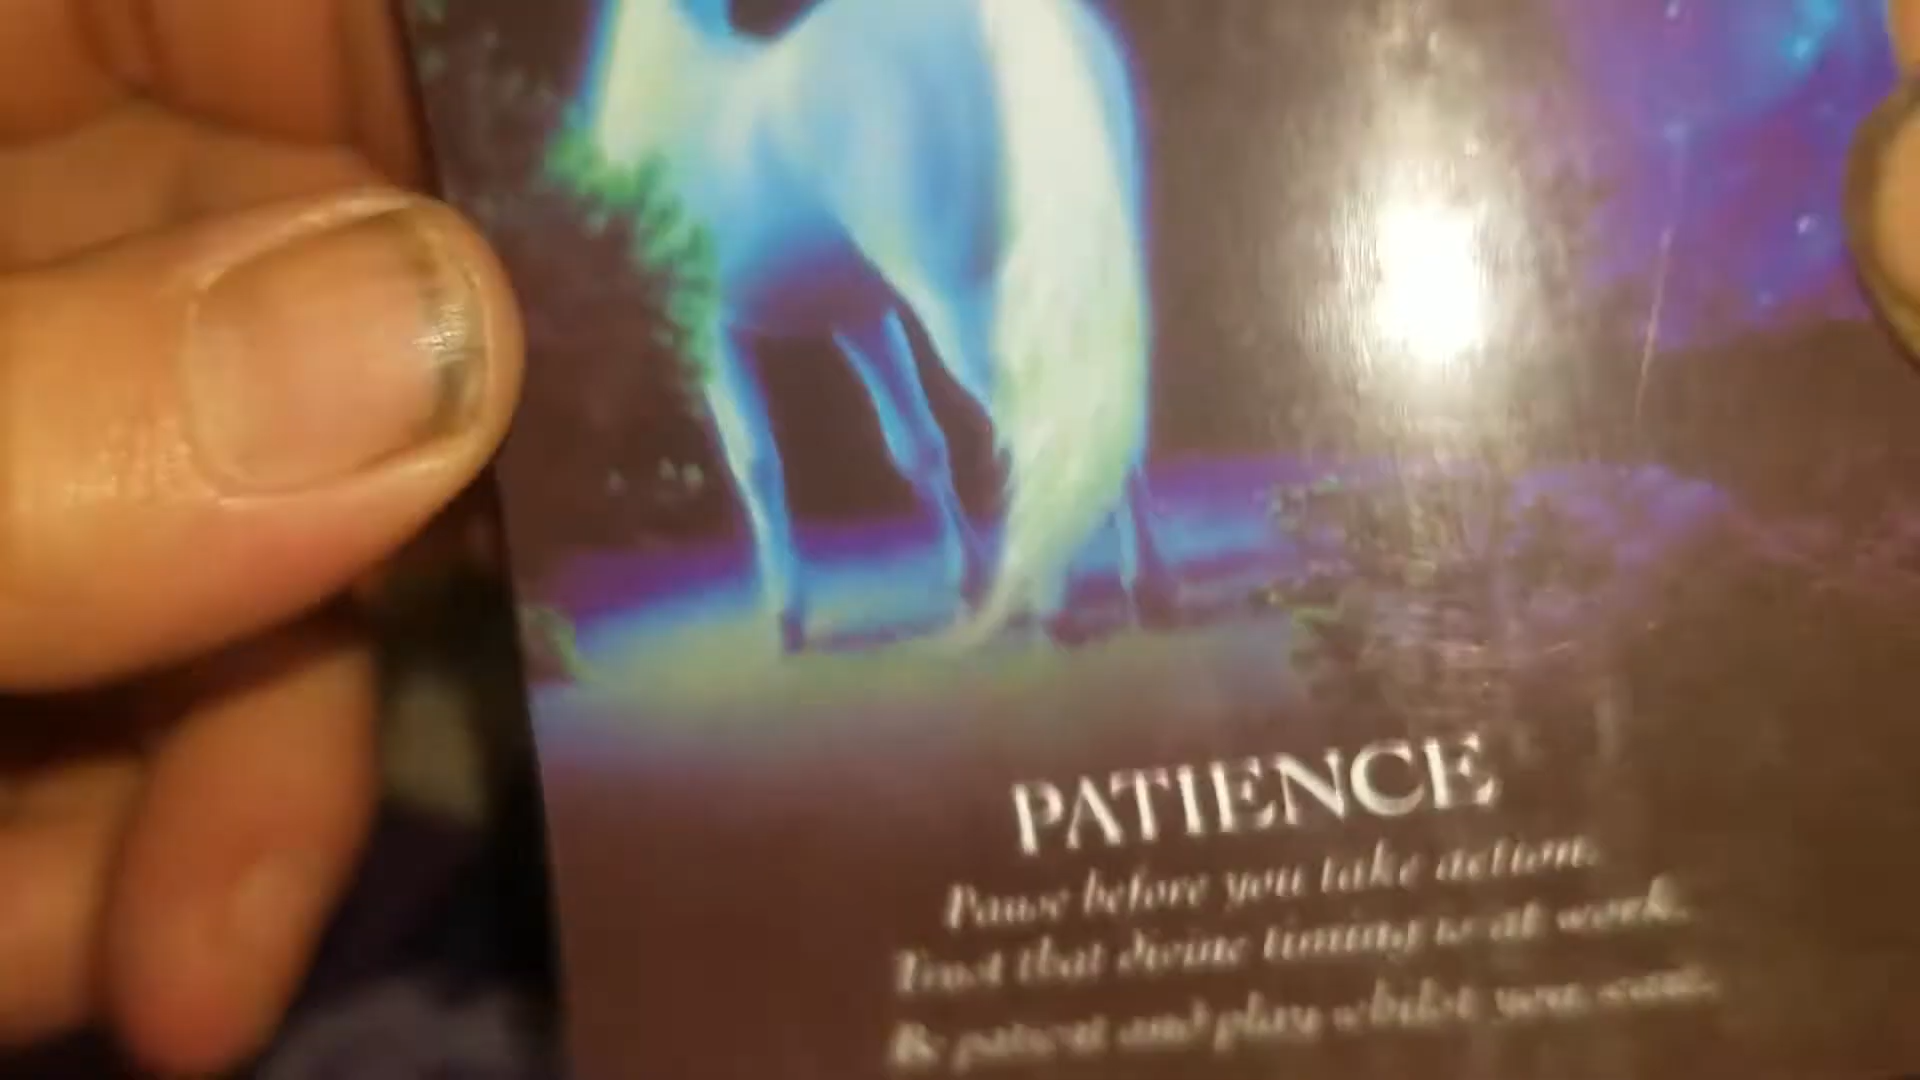 PATIENCE
Pause before you take action.
Trust that divine timing is at work.
Be patient and play whilst you wait.